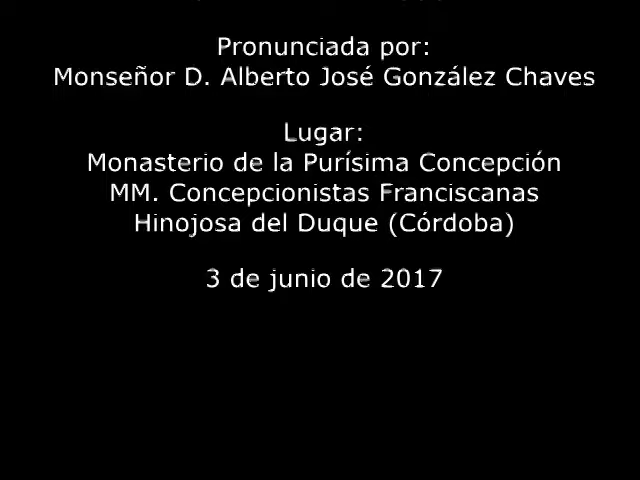 Pronunciada por:
Monseñor D. Alberto José González Chaves
Lugar:
Monasterio de la Purísima Concepción
MM. Concepcionistas Franciscanas
Hinojosa del Duque (Córdoba)
3 de junio de 2017